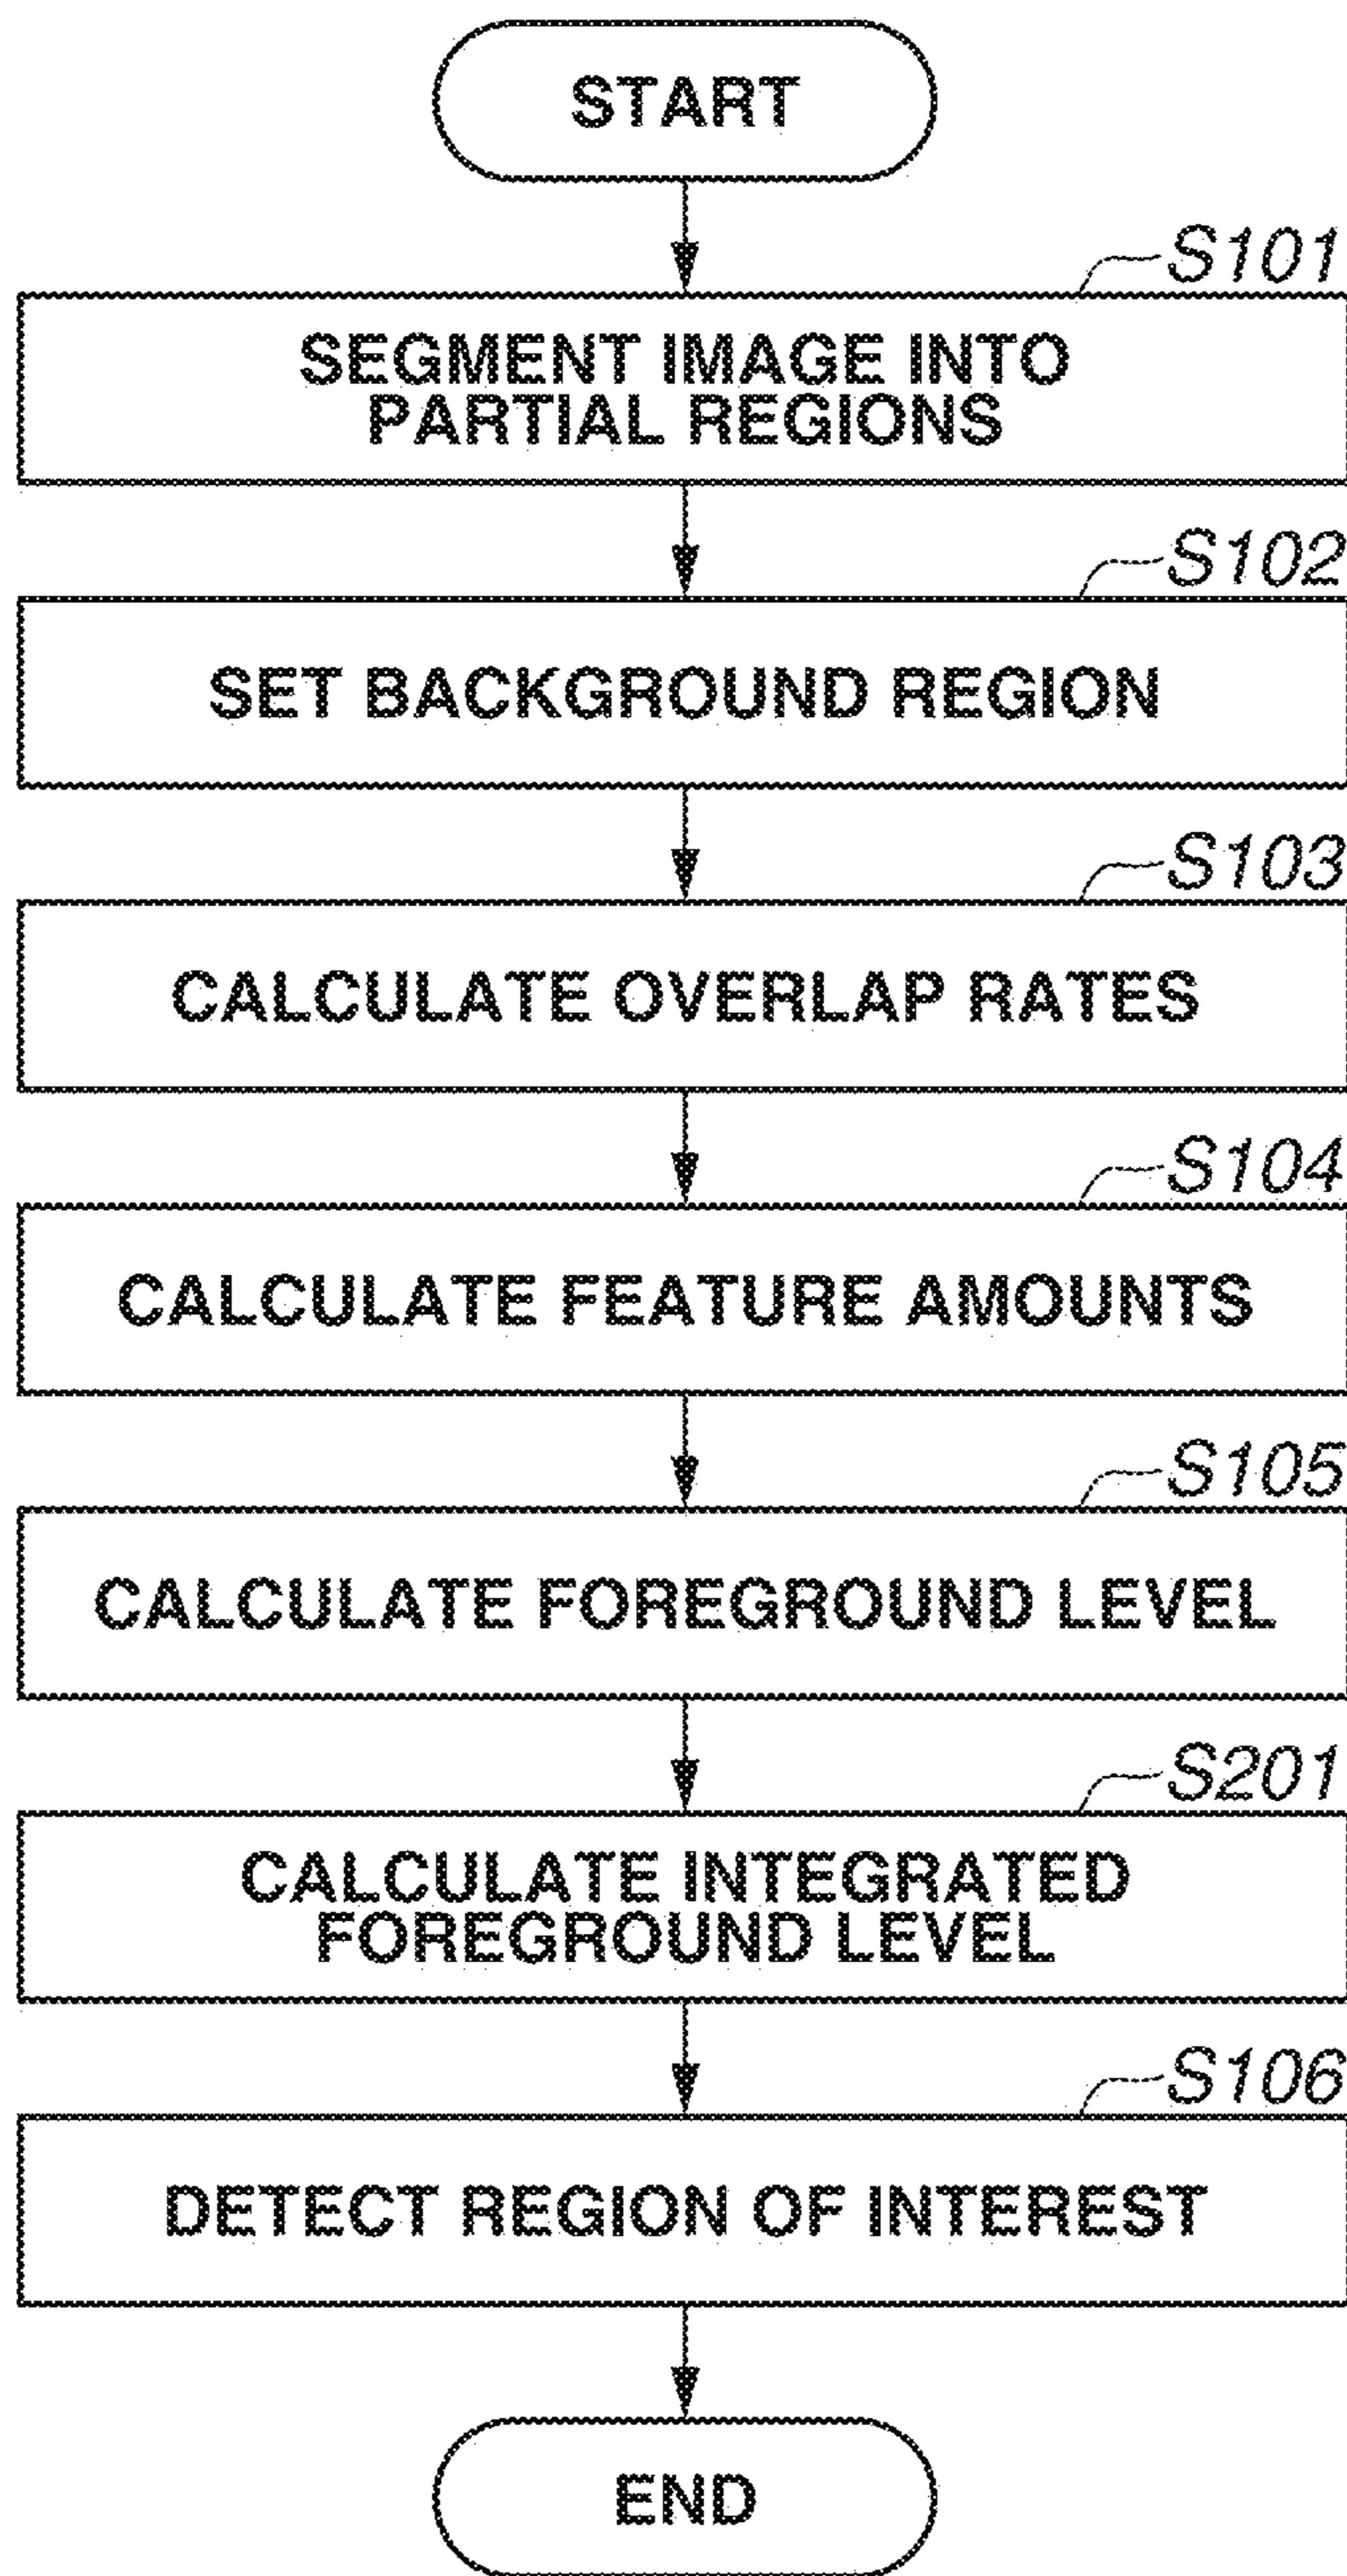 START
S101
SEGMENT IMAGE INTO
PARTIAL REGIONS
S102
SET BACKGROUND REGION
S103
CALCULATE OVERLAP RATES
S104
CALCULATE FEATURE AMOUNTS
S105
CALCULATE FOREGROUND LEVEL
S201
CALCULATE INTEGRATED
FOREGROUND LEVEL
S106
DETECT REGION OF INTEREST
END